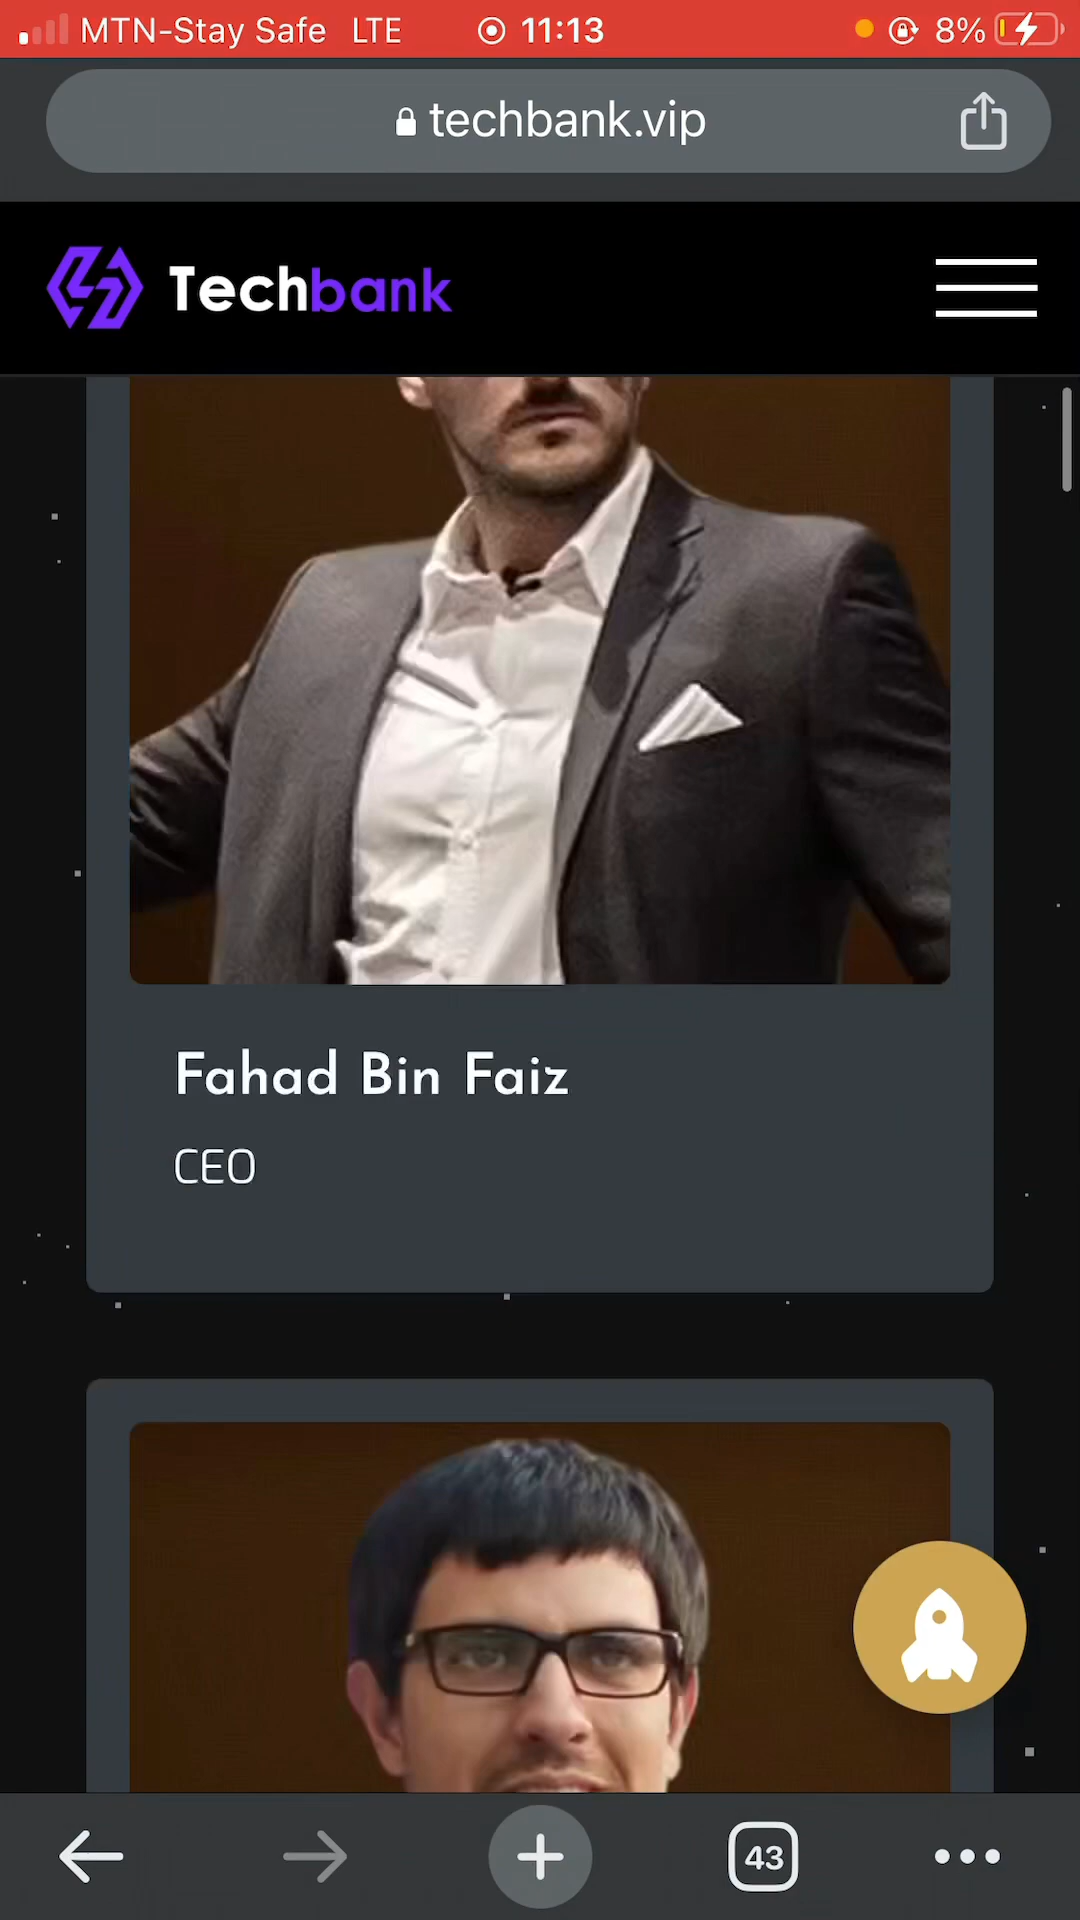 MTN-Stay Safe LTE 11:13 8%
techbank.vip
Techbank
Fahad Bin Faiz
CEO
43